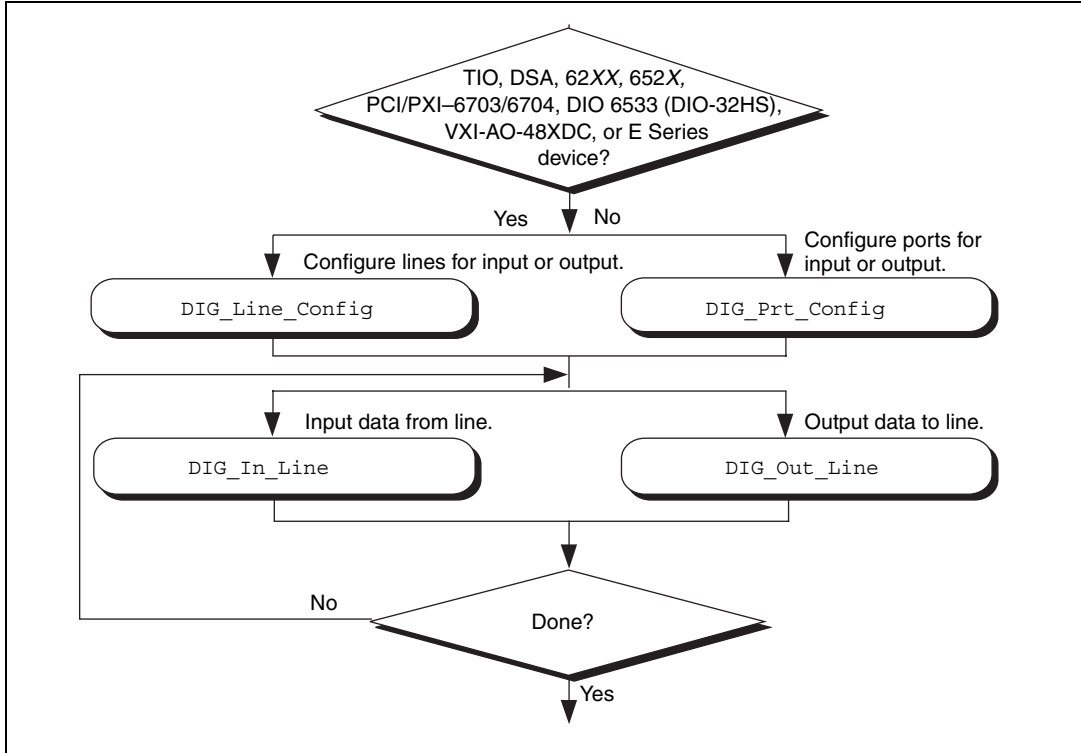 TIO, DSA, 62XX, 652X,
PCI/PXI–6703/6704, DIO 6533 (DIO-32HS),
VXI-AO-48XDC, or E Series
device?
Yes
No
Configure lines for input or output.
Configure ports for
input or output.
DIG_Line_Config
DIG_Prt_Config
Input data from line.
Output data to line.
DIG_In_Line
DIG_Out_Line
No
Done?
Yes